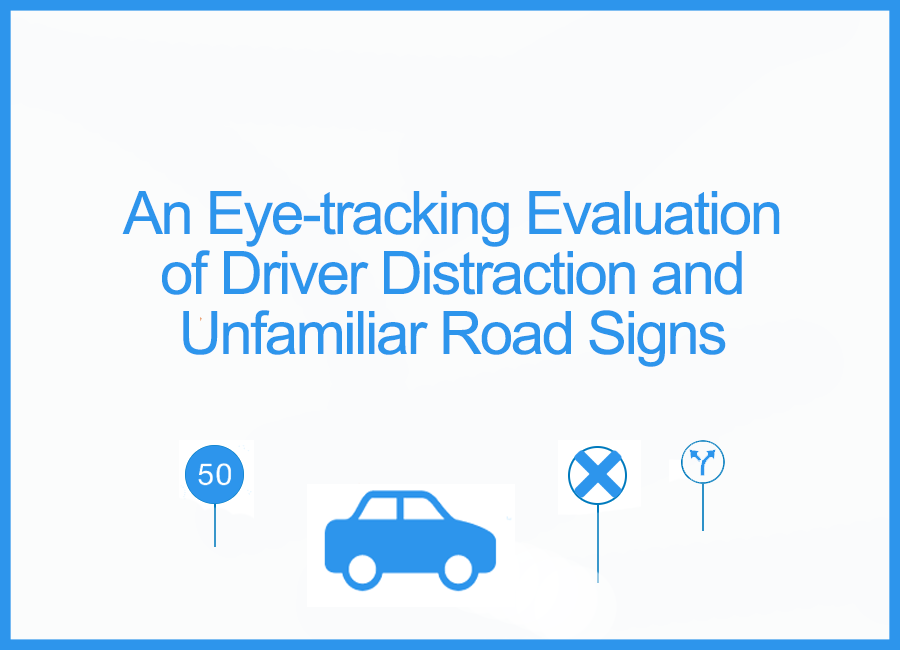 An Eye-tracking Evaluation
of Driver Distraction and
Unfamiliar Road Signs
50